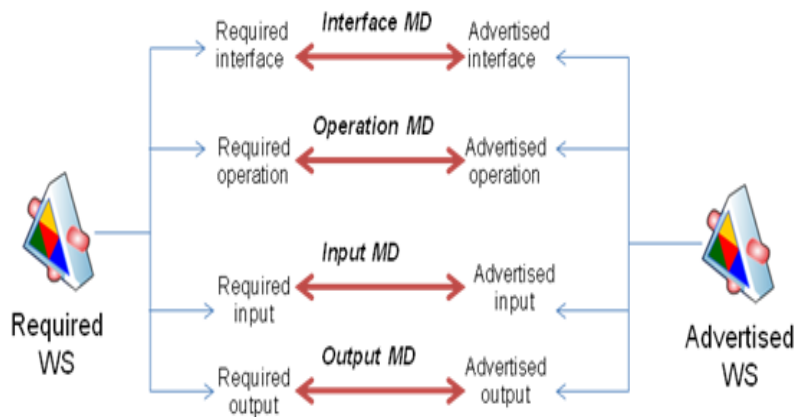 Interface MD
Required
interface
Advertised
interface
Operation MD
Required
operation
Advertised
operation
Input MD
Required
input
Advertised
input
Output MD
Required
output
Advertised
output
Required
WS
Advertised
WS